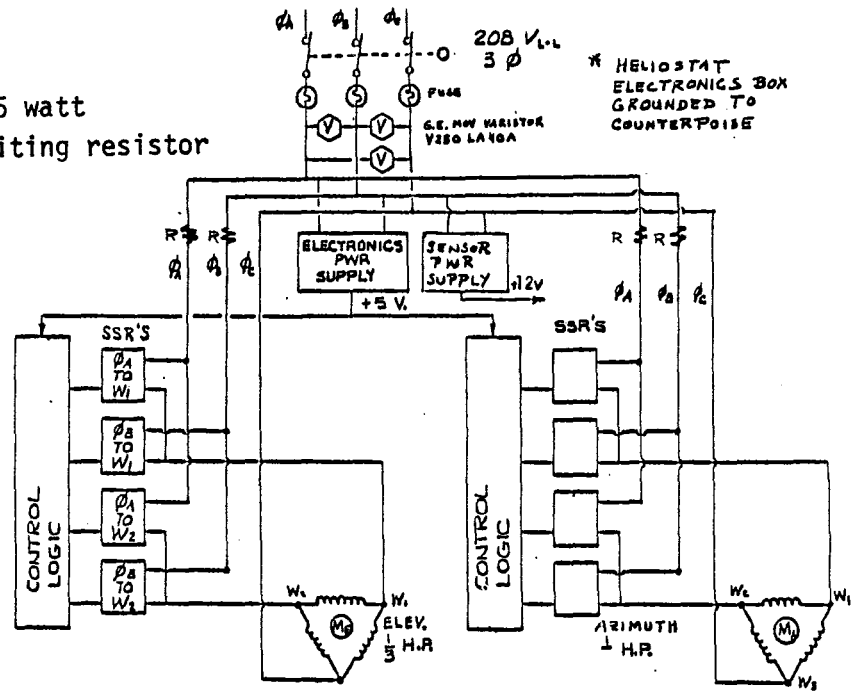 φA φB φC
208 V L-L
3 φ
* HELIOSTAT
ELECTRONICS BOX
GROUNDED TO
COUNTERPOISE
5 watt
iting resistor
FUSE
G.E. MOV VARISTOR
V250 LA40A
V V
V
R R
R R
ELECTRONICS
PWR
SUPPLY
SENSOR
PWR
SUPPLY
+12V
φA φB φC
φA φB φC
+5 V.
SSR'S
SSR'S
φA
TO
W1
φB
TO
W1
φA
TO
W2
φB
TO
W2
CONTROL
LOGIC
CONTROL
LOGIC
W2 W1
ELEV.
1/3 H.P.
W2 W1
AZIMUTH
H.P.
W3